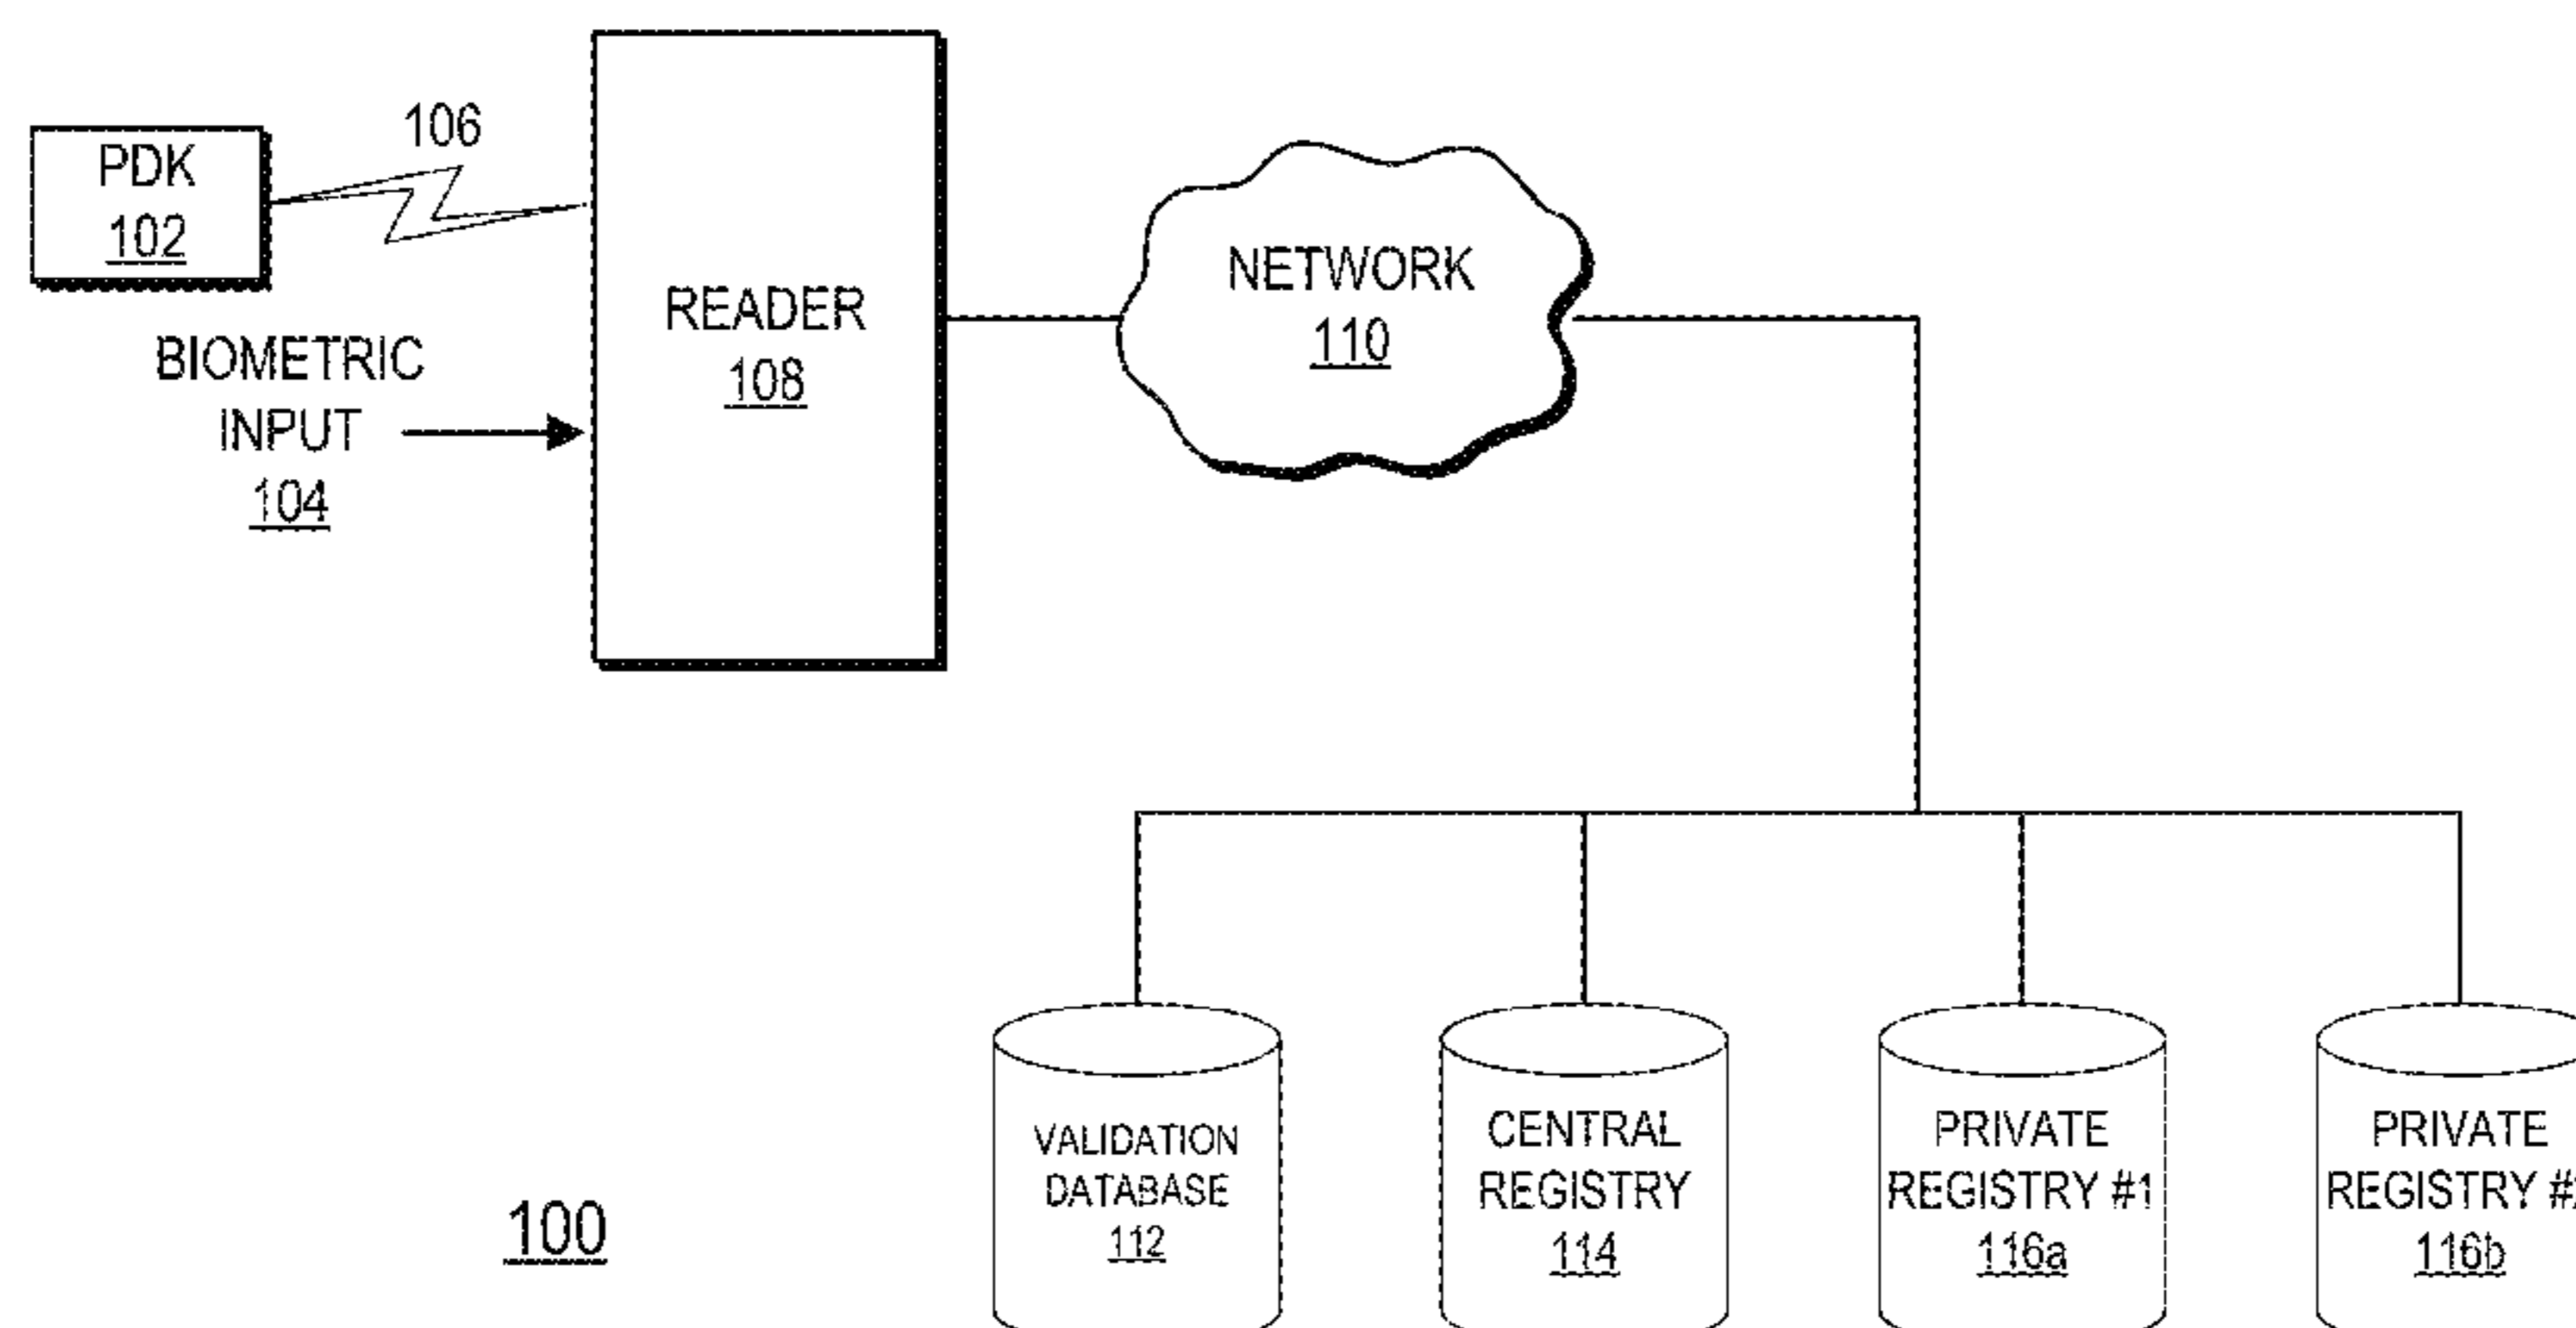 106
PDK
102
BIOMETRIC
INPUT
104
READER
108
NETWORK
110
VALIDATION
DATABASE
112
CENTRAL
REGISTRY
114
PRIVATE
REGISTRY #1
116a
PRIVATE
REGISTRY #
116b
100